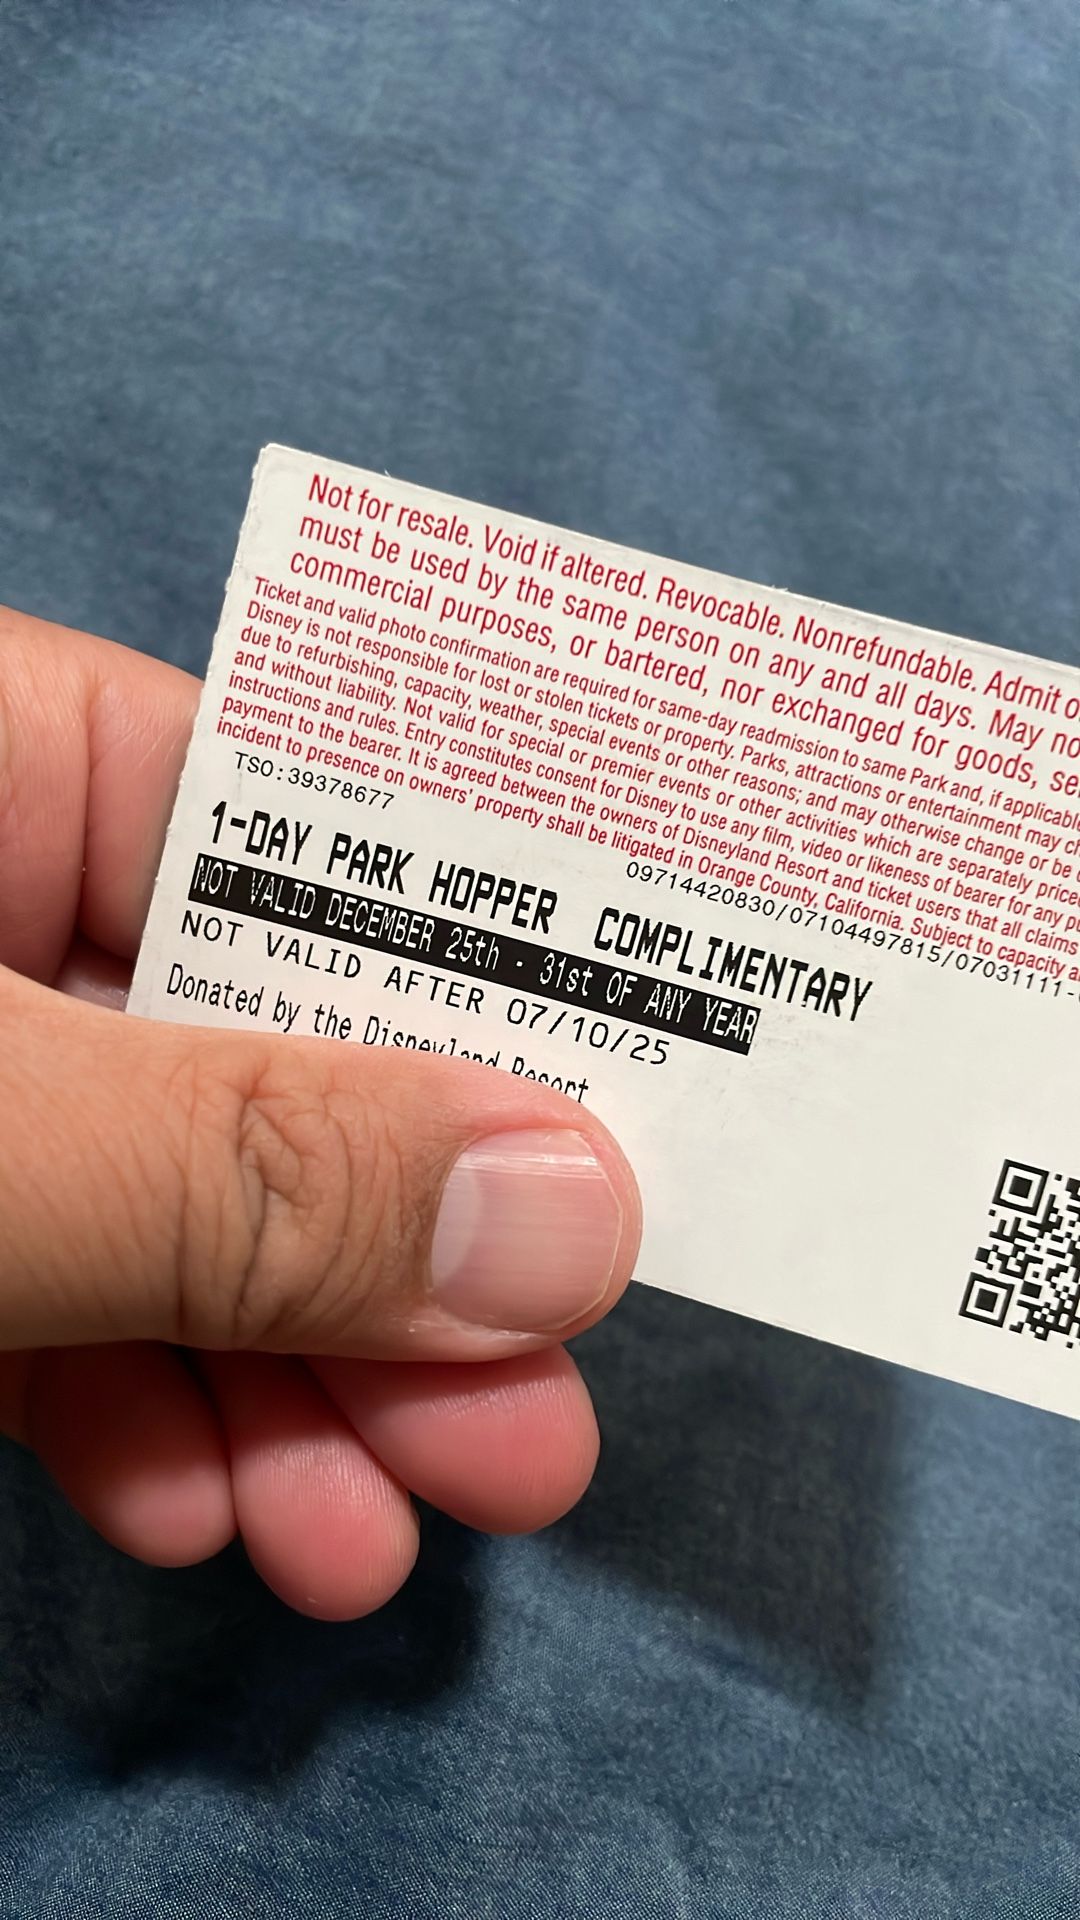 Not for resale. Void if altered. Revocable. Nonrefundable. Admit
must be used by the same person on any and all days. May
commercial purposes, or bartered, nor exchanged for goods,
Ticket and valid photo confirmation are required for same-day readmission to same Park and, if applicable
Disney is not responsible for lost or stolen tickets or property. Parks, attractions or entertainment may
due to refurbishing, capacity, weather, special events or other reasons; and may otherwise change or be
and without liability. Not valid for special or premier events or other activities which are separately
instructions and rules. Entry constitutes consent for Disney to use any film, video or likeness of bearer for any
payment to the bearer. It is agreed between the owners of Disneyland Resort and ticket users that all claims
incident to presence on owners' property shall be litigated in Orange County, California. Subject to capacity
TSO:39378677
09714420830/07104497815/07031111-
1-DAY PARK HOPPER COMPLIMENTARY
NOT VALID DECEMBER 25th - 31st OF ANY YEAR
NOT VALID AFTER 07/10/25
Donated by the Disneyland Resort